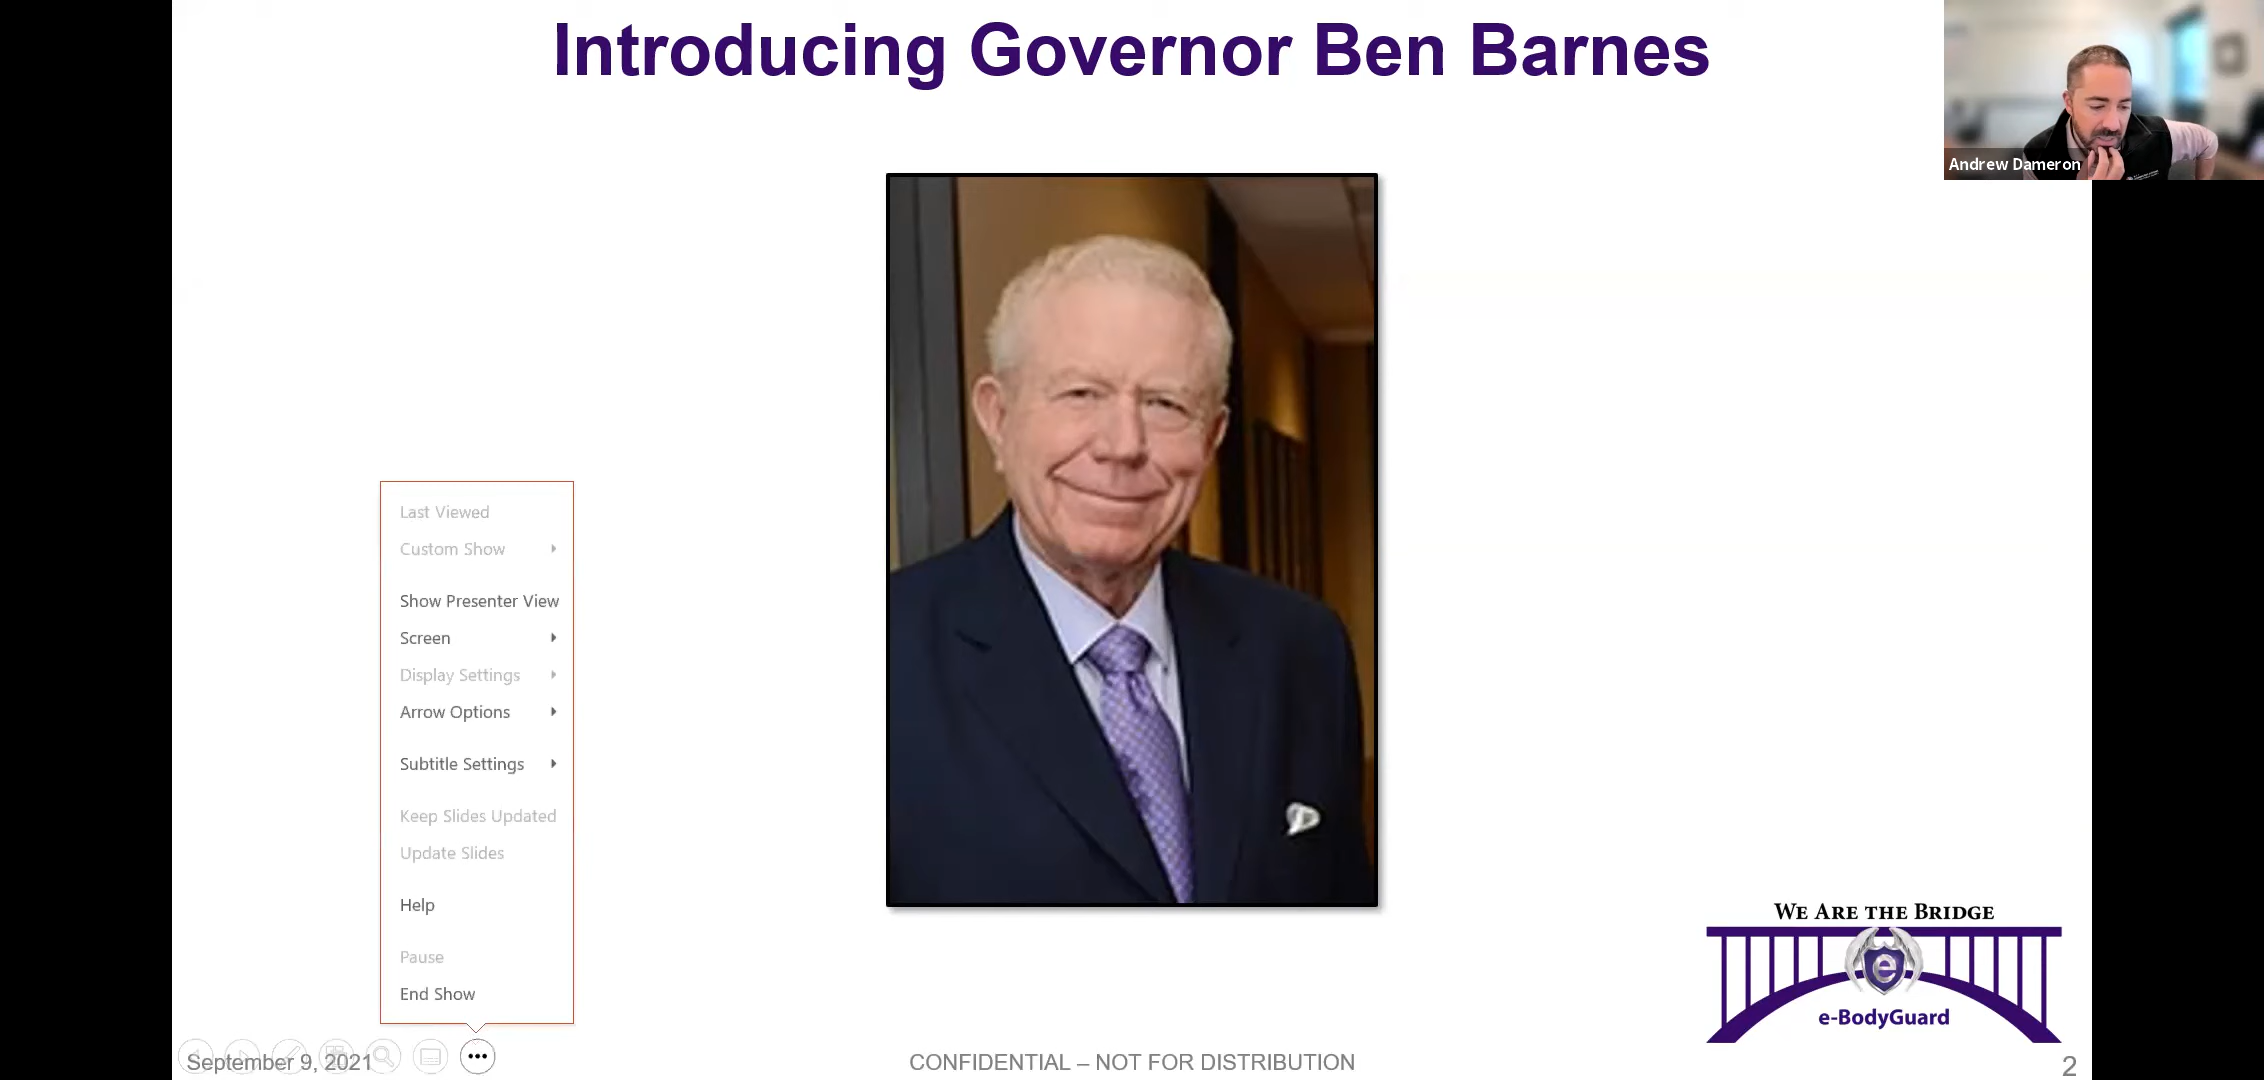 Introducing Governor Ben Barnes
Andrew Dameron
Last Viewed
Custom Show
Show Presenter View
Screen
Display Settings
Arrow Options
Subtitle Settings
Keep Slides Updated
Update Slides
Help
Pause
End Show
WE ARE THE BRIDGE
e
e-BodyGuard
September 9, 2021
CONFIDENTIAL – NOT FOR DISTRIBUTION
2